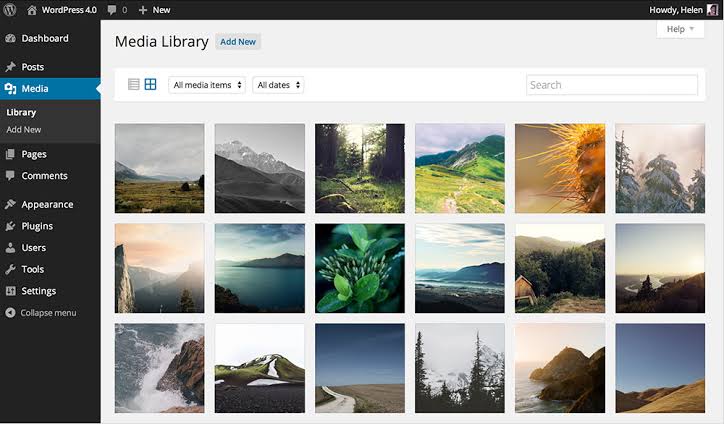 WordPress 4.0 0 New Howdy, Helen
Help
Dashboard
Posts
Media
Library
Add New
Pages
Comments
Appearance
Plugins
Users
Tools
Settings
Collapse menu
Media Library Add New
All media items All dates Search